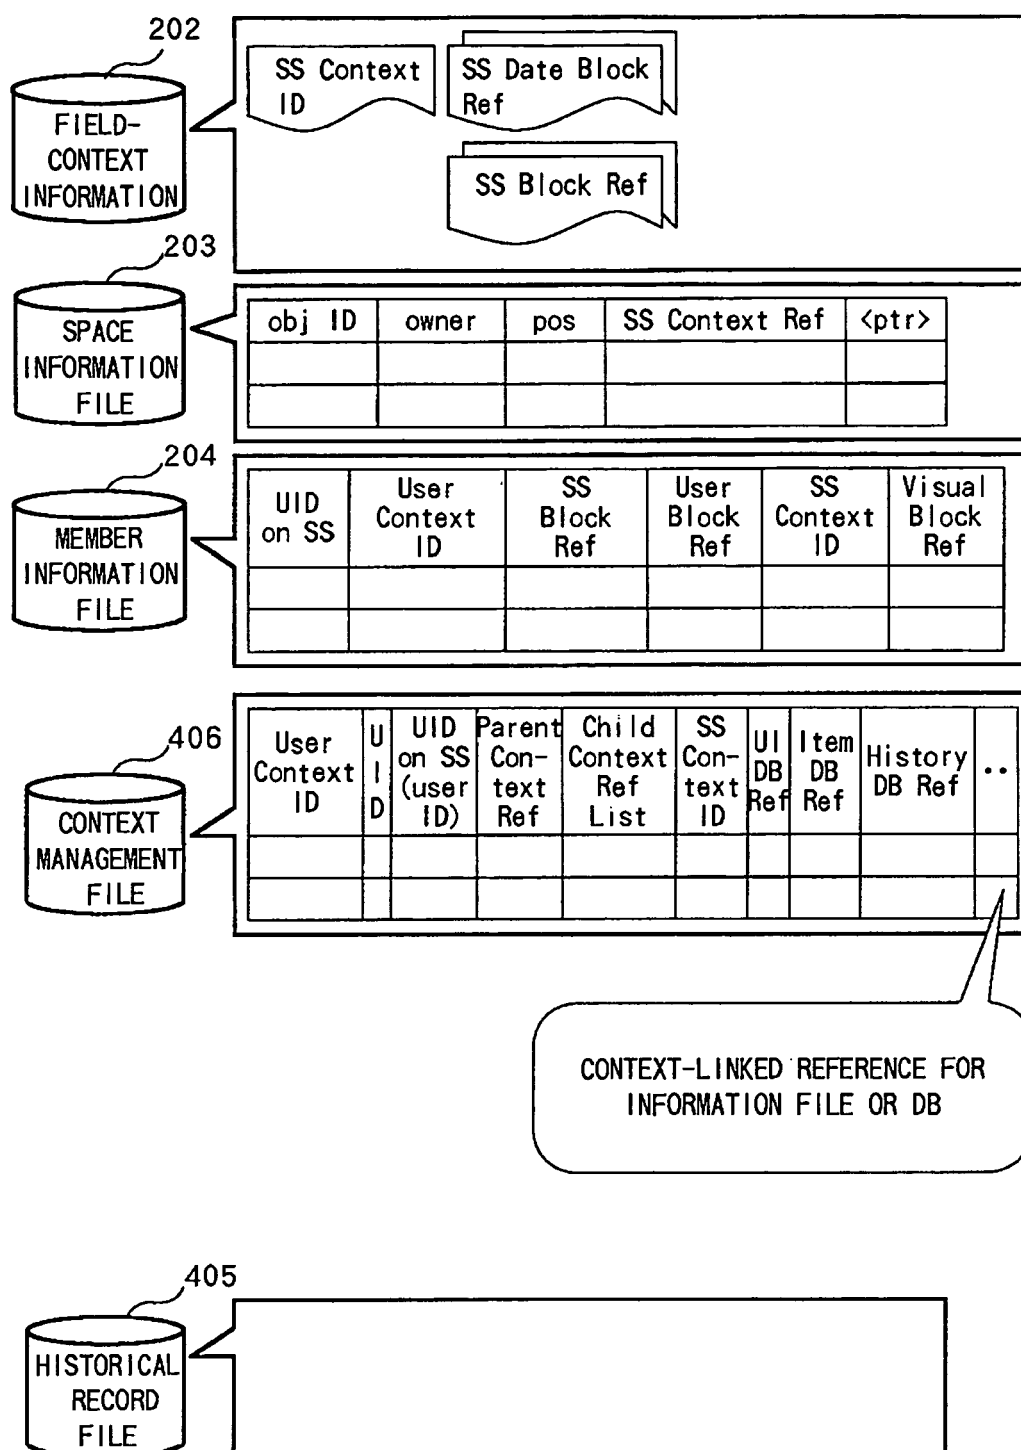 202
FIELD-
CONTEXT
INFORMATION
SS Context
ID
SS Date Block
Ref
SS Block Ref
203
SPACE
INFORMATION
FILE
obj ID
owner
pos
SS Context Ref
<ptr>
204
MEMBER
INFORMATION
FILE
UID
on SS
User
Context
ID
SS
Block
Ref
User
Block
Ref
SS
Context
ID
Visual
Block
Ref
406
CONTEXT
MANAGEMENT
FILE
User
Context
ID
U
I
D
UID
on SS
(user
ID)
Parent
Con-
text
Ref
Child
Context
Ref
List
SS
Con-
text
ID
UI
DB
Ref
Item
DB
Ref
History
DB Ref
..
CONTEXT-LINKED REFERENCE FOR
INFORMATION FILE OR DB
405
HISTORICAL
RECORD
FILE